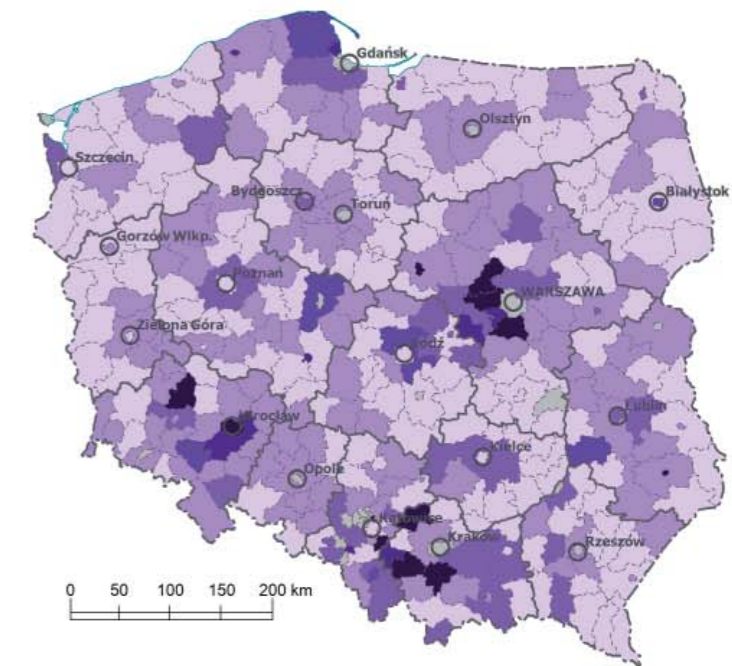 Gdańsk
Olsztyn
Szczecin
Bydgoszcz
Toruń
Białystok
Gorzów Wlkp.
Poznań
WARSZAWA
Zielona Góra
Łódź
Wrocław
Lublin
Opole
Kielce
Katowice
Kraków
Rzeszów
0 50 100 150 200 km